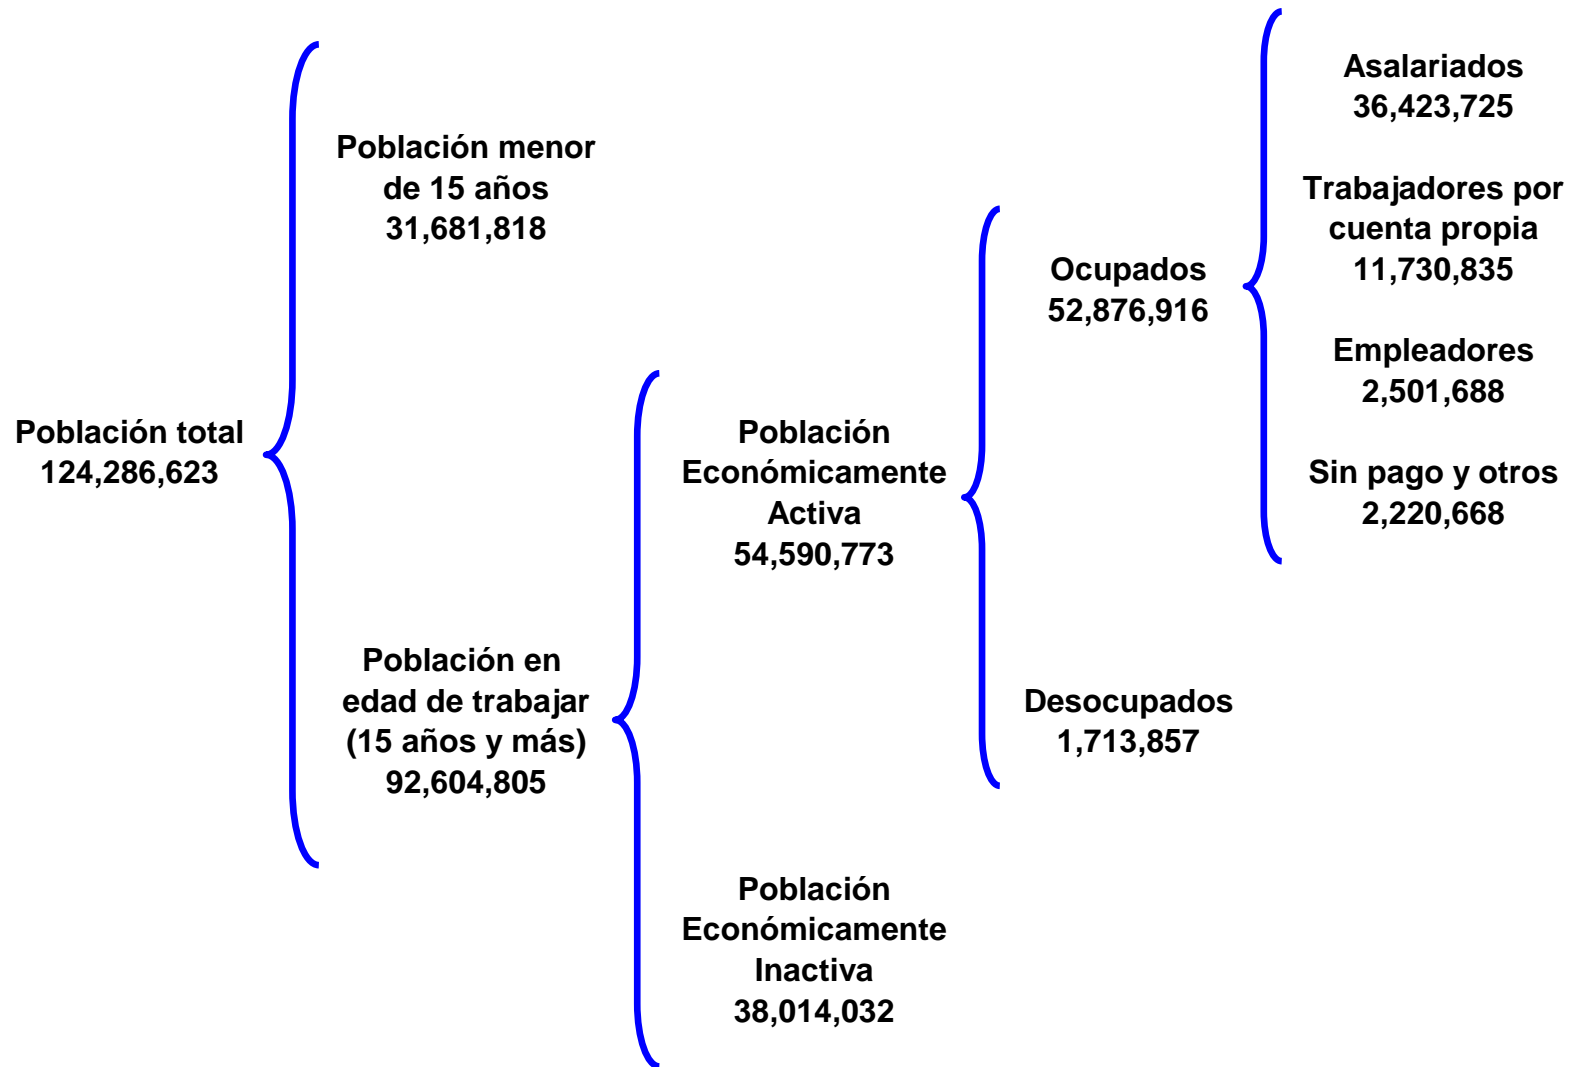 Población total
124,286,623
Población menor
de 15 años
31,681,818
Población en
edad de trabajar
(15 años y más)
92,604,805
Población
Económicamente
Activa
54,590,773
Población
Económicamente
Inactiva
38,014,032
Ocupados
52,876,916
Desocupados
1,713,857
Asalariados
36,423,725
Trabajadores por
cuenta propia
11,730,835
Empleadores
2,501,688
Sin pago y otros
2,220,668